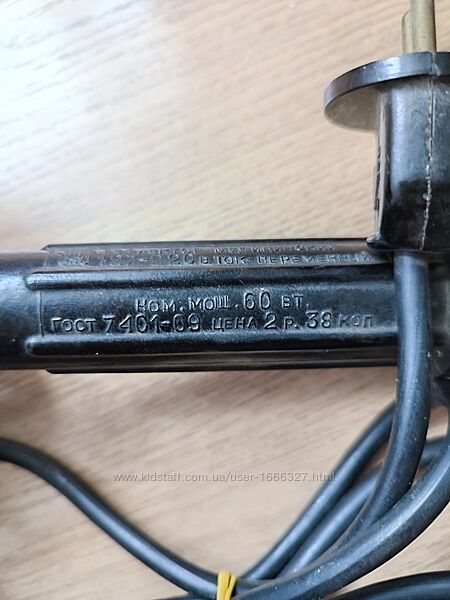 20 В ТОК ПЕРЕМЕННЫЙ
НОМ. МОЩ. 60 ВТ.
ГОСТ 7401-69 ЦЕНА 2 Р. 38 КОП
www.kidstaff.com.ua/user-1666327.html